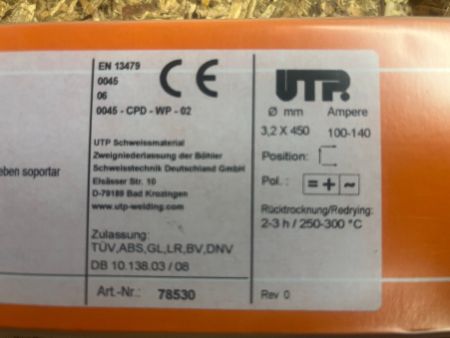 eben soportar
EN 13479
0045
06
0045 - CPD - WP - 02
CE
UTP Schweissmaterial
Zweigniederlassung der Böhler
Schweisstechnik Deutschland GmbH
Elsässer Str. 10
D-79189 Bad Krozingen
www.utp-welding.com
Zulassung:
TÜV,ABS,GL,LR,BV,DNV
DB 10.138.03 / 08
Art.-Nr.: 78530
UTP.
Ø mm Ampere
3,2 X 450 100-140
Position:
Pol.: = + ~
Rücktrocknung/Redrying:
2-3 h / 250-300 °C
Rev 0